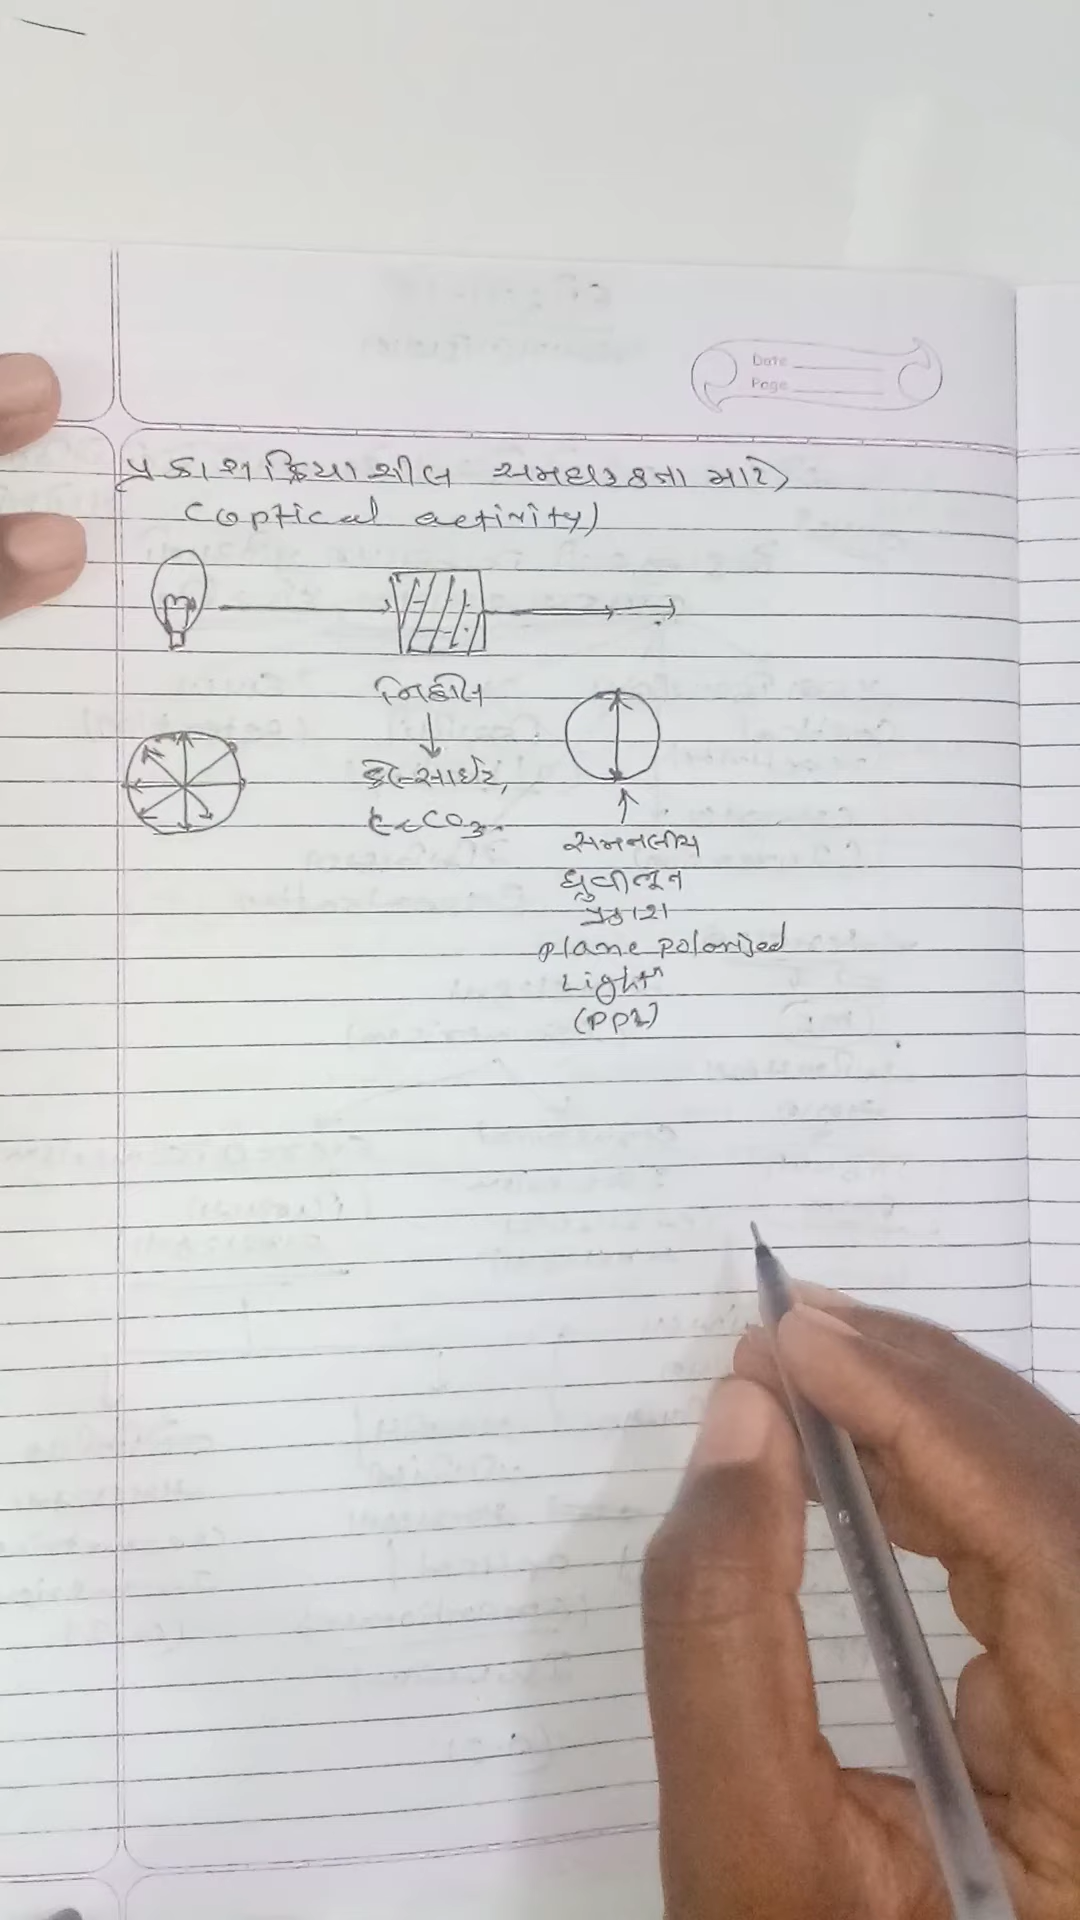 Date
Page
પ્રકાશક્રિયાશીલ સમઘટકતા માટે
(optical activity)
નિકોલ
કેલ્સાઈટ,
CaCO3
સમતલીય
ધ્રુવીભૂત
પ્રકાશ
plane polarized
Light
(PPL)